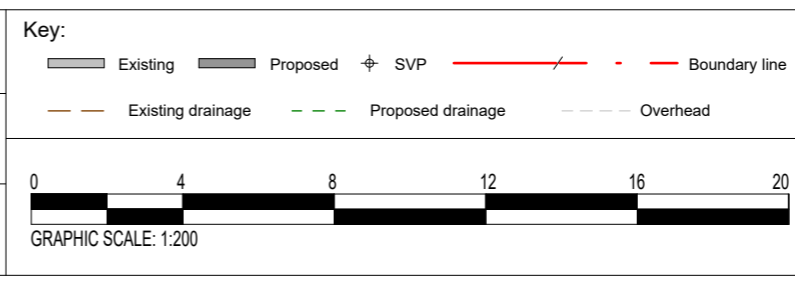 Key:
Existing Proposed SVP Boundary line
Existing drainage Proposed drainage Overhead
0 4 8 12 16 20
GRAPHIC SCALE: 1:200